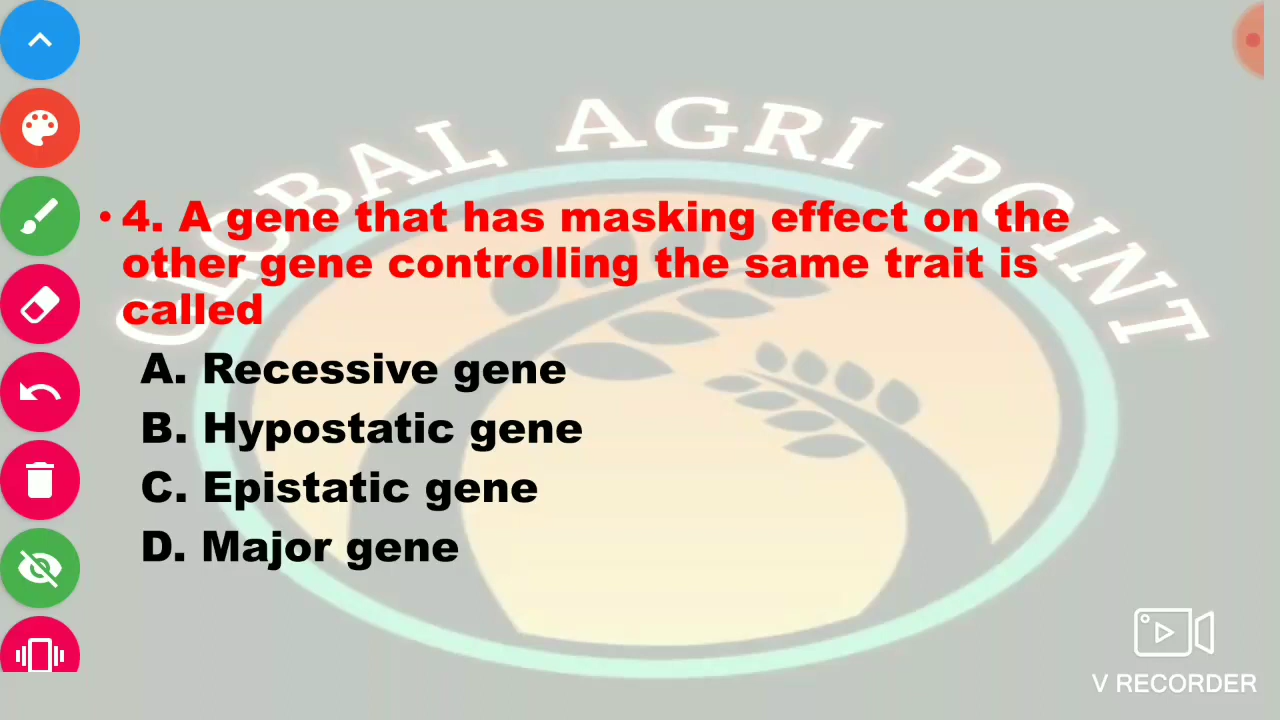 GLOBAL AGRI POINT
• 4. A gene that has masking effect on the
other gene controlling the same trait is
called
A. Recessive gene
B. Hypostatic gene
C. Epistatic gene
D. Major gene
V RECORDER